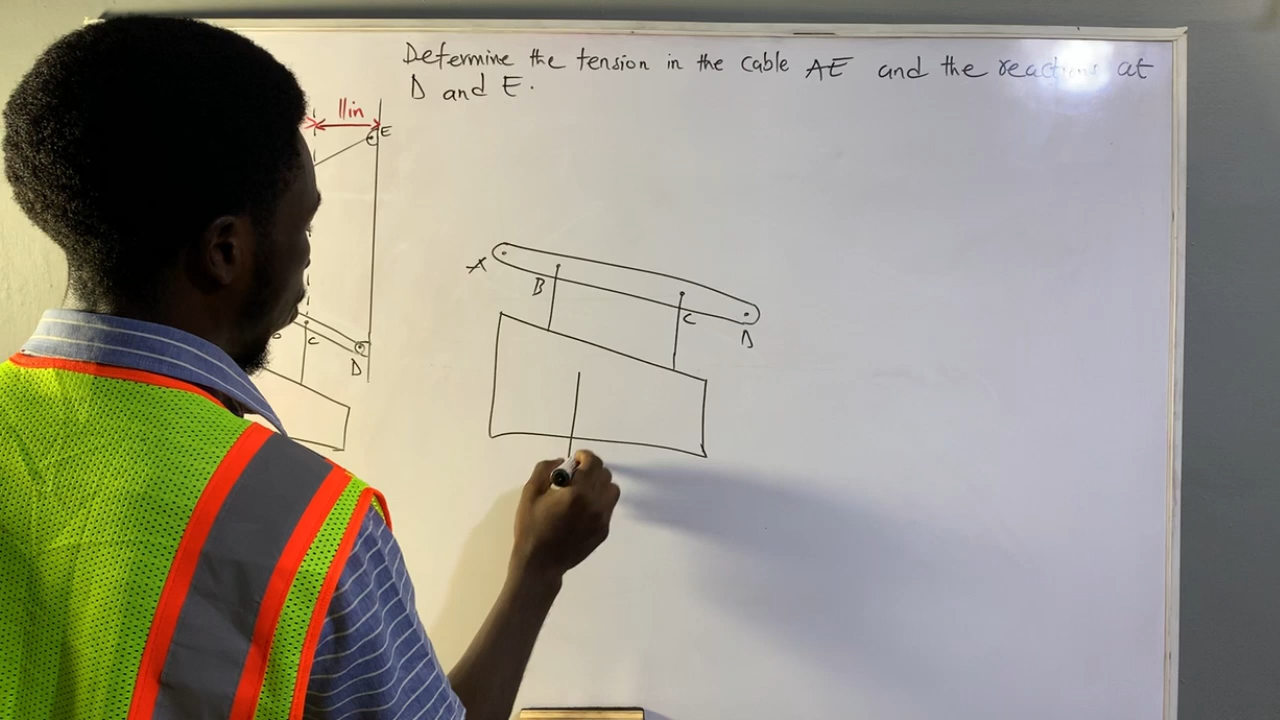 Determine the tension in the cable AE and the reactions at
D and E.
11in
E
A
B
C
D
C
D